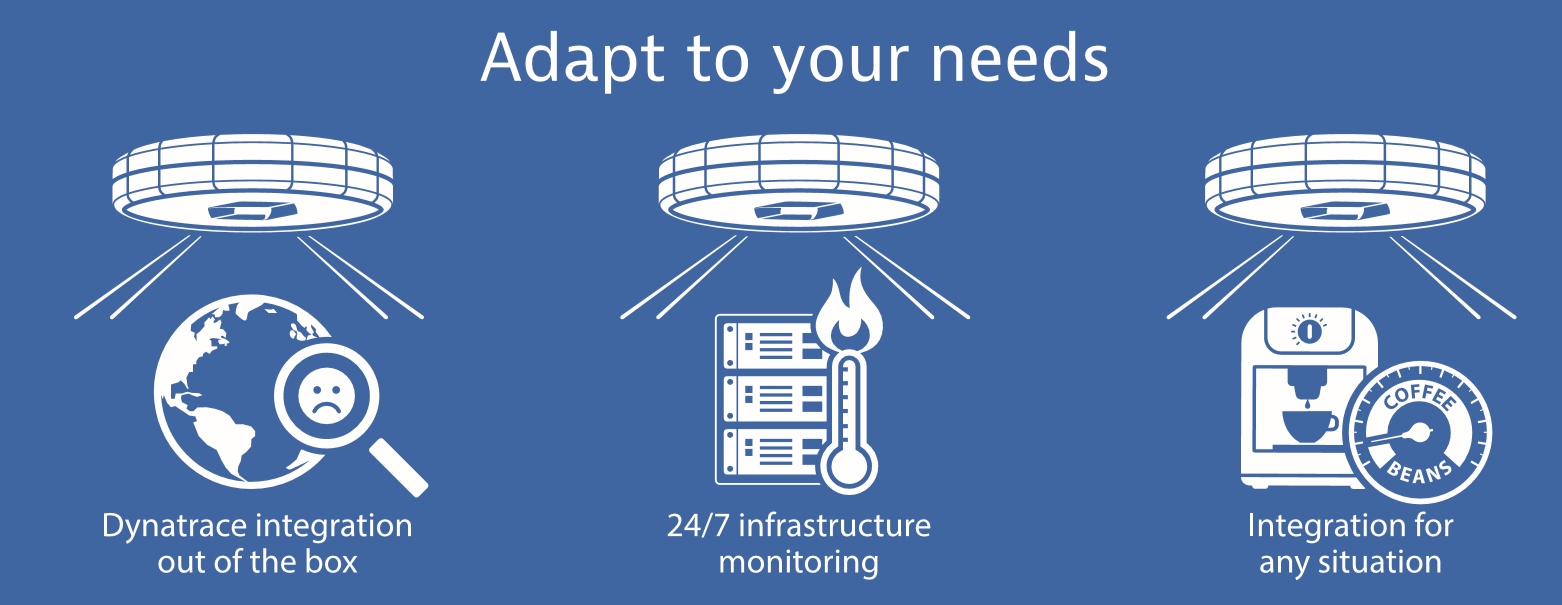 Adapt to your needs
Dynatrace integration
out of the box
24/7 infrastructure
monitoring
COFFEE
BEANS
Integration for
any situation